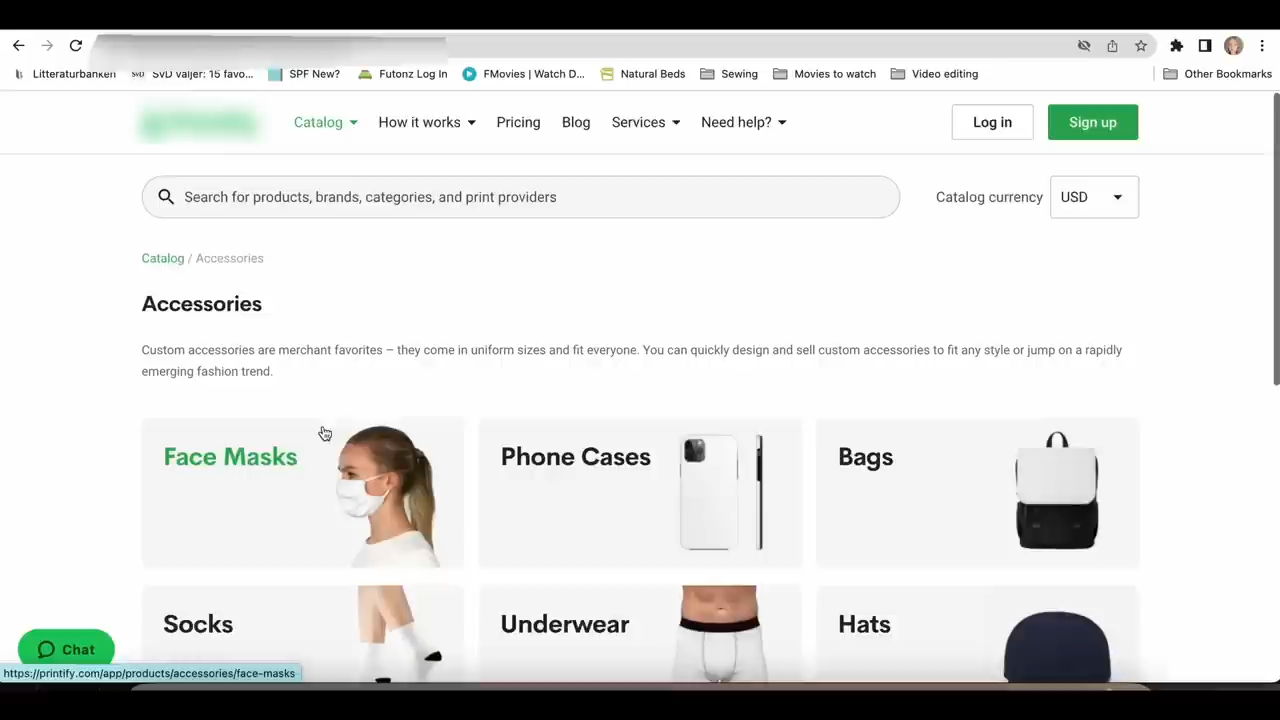 Litteraturbanken
SvD väljer: 15 favo...
SPF New?
Futonz Log In
FMovies | Watch D...
Natural Beds
Sewing
Movies to watch
Video editing
Other Bookmarks
Catalog
How it works
Pricing
Blog
Services
Need help?
Log in
Sign up
Search for products, brands, categories, and print providers
Catalog currency
USD
Catalog / Accessories
Accessories
Custom accessories are merchant favorites – they come in uniform sizes and fit everyone. You can quickly design and sell custom accessories to fit any style or jump on a rapidly
emerging fashion trend.
Face Masks
Phone Cases
Bags
Socks
Underwear
Hats
Chat
https://printify.com/app/products/accessories/face-masks